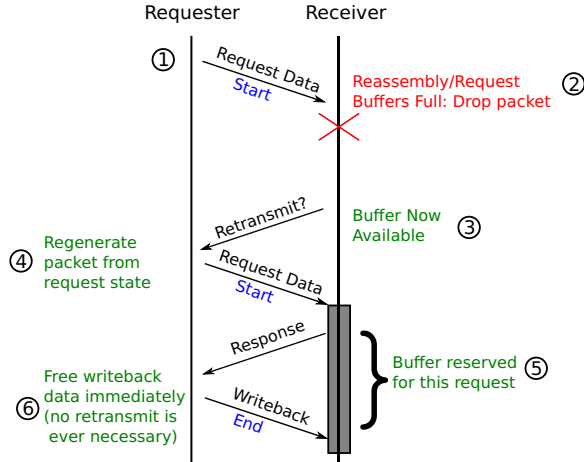 Requester
Receiver
1
Request Data
Start
Reassembly/Request
Buffers Full: Drop packet
2
Retransmit?
Buffer Now
Available
3
4
Regenerate
packet from
request state
Request Data
Start
Response
Buffer reserved
for this request
5
6
Free writeback
data immediately
(no retransmit is
ever necessary)
Writeback
End